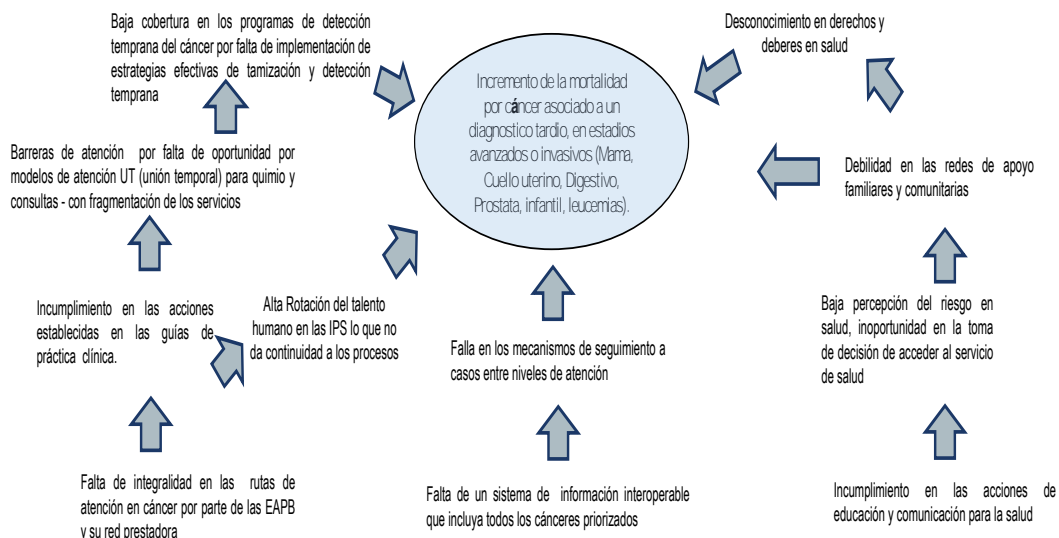 Baja cobertura en los programas de detección
temprana del cáncer por falta de implementación de
estrategias efectivas de tamización y detección
temprana
Desconocimiento en derechos y
deberes en salud
Incremento de la mortalidad
por cáncer asociado a un
diagnostico tardío, en estadios
avanzados o invasivos (Mama,
Cuello uterino, Digestivo,
Prostata, infantil, leucemias).
Barreras de atención por falta de oportunidad por
modelos de atención UT (unión temporal) para quimio y
consultas - con fragmentación de los servicios
Debilidad en las redes de apoyo
familiares y comunitarias
Incumplimiento en las acciones
establecidas en las guías de
práctica clínica.
Alta Rotación del talento
humano en las IPS lo que no
da continuidad a los procesos
Falla en los mecanismos de seguimiento a
casos entre niveles de atención
Baja percepción del riesgo en
salud, inoportunidad en la toma
de decisión de acceder al servicio
de salud
Falta de integralidad en las rutas de
atención en cáncer por parte de las EAPB
y su red prestadora
Falta de un sistema de información interoperable
que incluya todos los cánceres priorizados
Incumplimiento en las acciones de
educación y comunicación para la salud